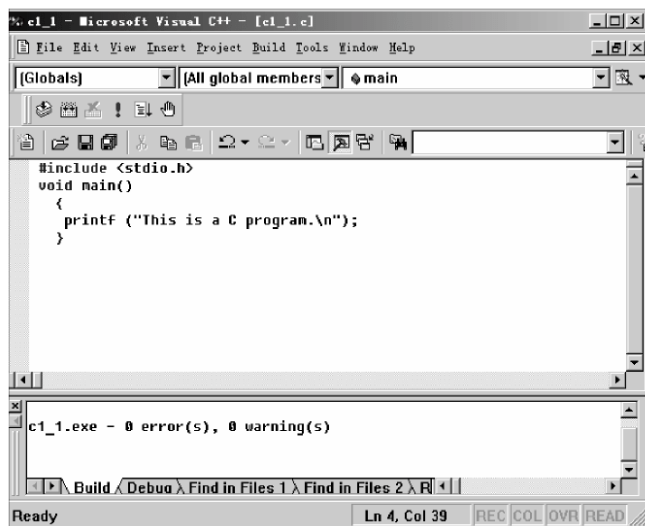 c1_1 - Microsoft Visual C++ - [c1_1.c]
File Edit View Insert Project Build Tools Window Help
(Globals) (All global members main
#include <stdio.h>
void main()
{
printf ("This is a C program.\n");
}
c1_1.exe - 0 error(s), 0 warning(s)
Build Debug Find in Files 1 Find in Files 2 R
Ready Ln 4, Col 39 REC COL OVR READ